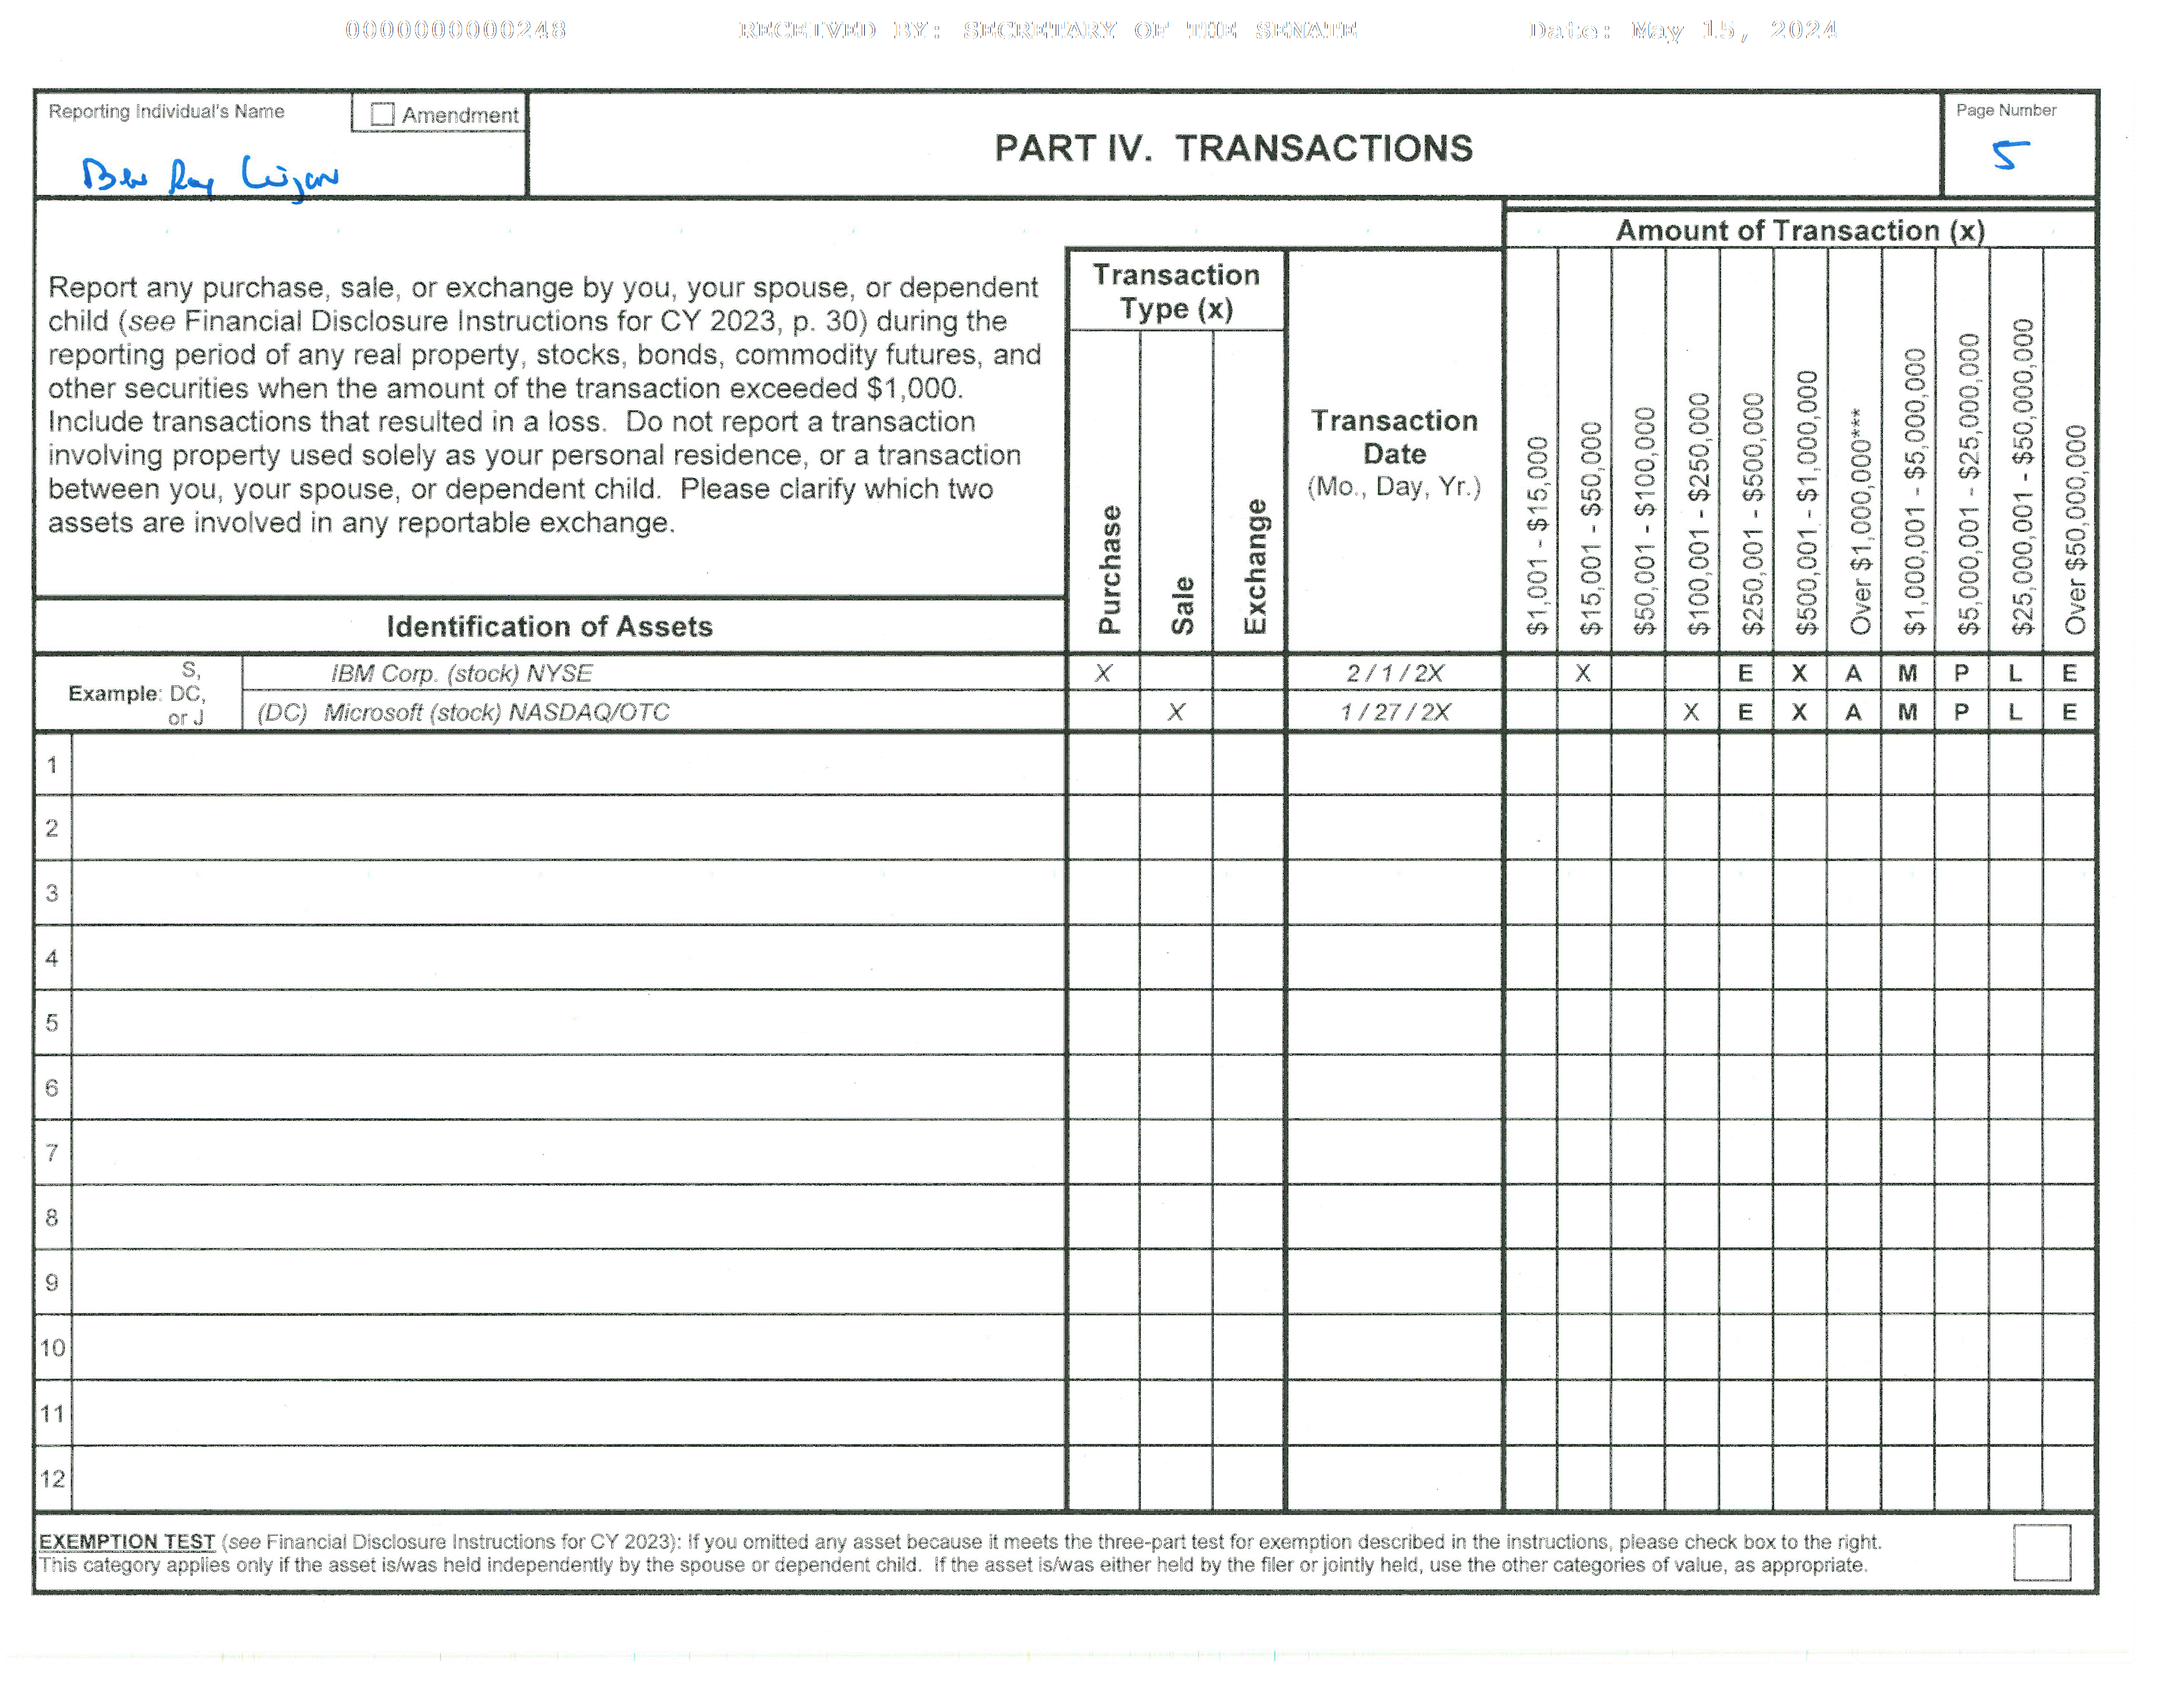 0000000000248 RECEIVED BY: SECRETARY OF THE SENATE Date: May 15, 2024
Reporting Individual's Name
Amendment
Ben Ray Luján
PART IV. TRANSACTIONS
Page Number
5
Report any purchase, sale, or exchange by you, your spouse, or dependent
child (see Financial Disclosure Instructions for CY 2023, p. 30) during the
reporting period of any real property, stocks, bonds, commodity futures, and
other securities when the amount of the transaction exceeded $1,000.
Include transactions that resulted in a loss. Do not report a transaction
involving property used solely as your personal residence, or a transaction
between you, your spouse, or dependent child. Please clarify which two
assets are involved in any reportable exchange.
Identification of Assets
Transaction
Type (x)
Purchase
Sale
Exchange
Transaction
Date
(Mo., Day, Yr.)
Amount of Transaction (x)
$1,001 - $15,000
$15,001 - $50,000
$50,001 - $100,000
$100,001 - $250,000
$250,001 - $500,000
$500,001 - $1,000,000
Over $1,000,000***
$1,000,001 - $5,000,000
$5,000,001 - $25,000,000
$25,000,001 - $50,000,000
Over $50,000,000
Example: S, DC, or J
IBM Corp. (stock) NYSE X 2 / 1 / 2X X E X A M P L E
(DC) Microsoft (stock) NASDAQ/OTC X 1 / 27 / 2X X E X A M P L E
1
2
3
4
5
6
7
8
9
10
11
12
EXEMPTION TEST (see Financial Disclosure Instructions for CY 2023): If you omitted any asset because it meets the three-part test for exemption described in the instructions, please check box to the right.
This category applies only if the asset is/was held independently by the spouse or dependent child. If the asset is/was either held by the filer or jointly held, use the other categories of value, as appropriate.